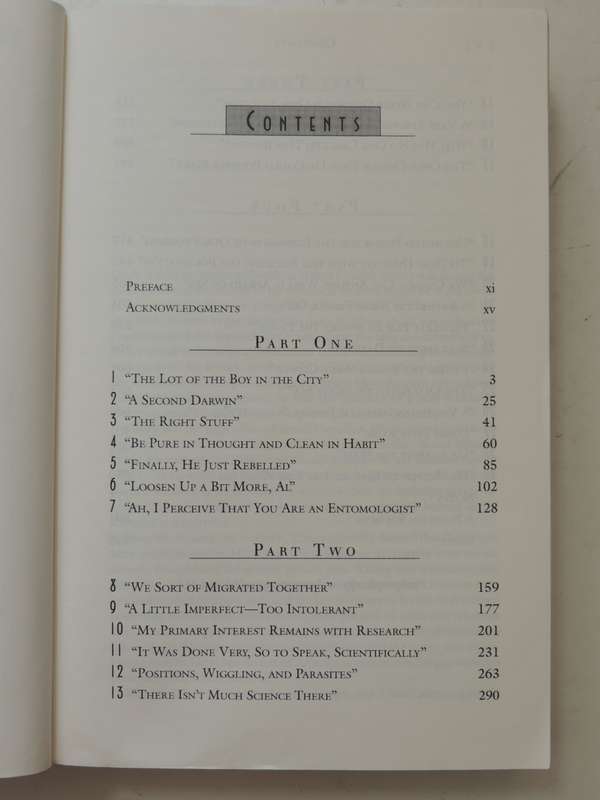 CONTENTS
PREFACE xi
ACKNOWLEDGMENTS xv
PART ONE
1 “THE LOT OF THE BOY IN THE CITY” 3
2 “A SECOND DARWIN” 25
3 “THE RIGHT STUFF” 41
4 “BE PURE IN THOUGHT AND CLEAN IN HABIT” 60
5 “FINALLY, HE JUST REBELLED” 85
6 “LOOSEN UP A BIT MORE, AL” 102
7 “AH, I PERCEIVE THAT YOU ARE AN ENTOMOLOGIST” 128
PART TWO
8 “WE SORT OF MIGRATED TOGETHER” 159
9 “A LITTLE IMPERFECT—TOO INTOLERANT” 177
10 “MY PRIMARY INTEREST REMAINS WITH RESEARCH” 201
11 “IT WAS DONE VERY, SO TO SPEAK, SCIENTIFICALLY” 231
12 “POSITIONS, WIGGLING, AND PARASITES” 263
13 “THERE ISN’T MUCH SCIENCE THERE” 290